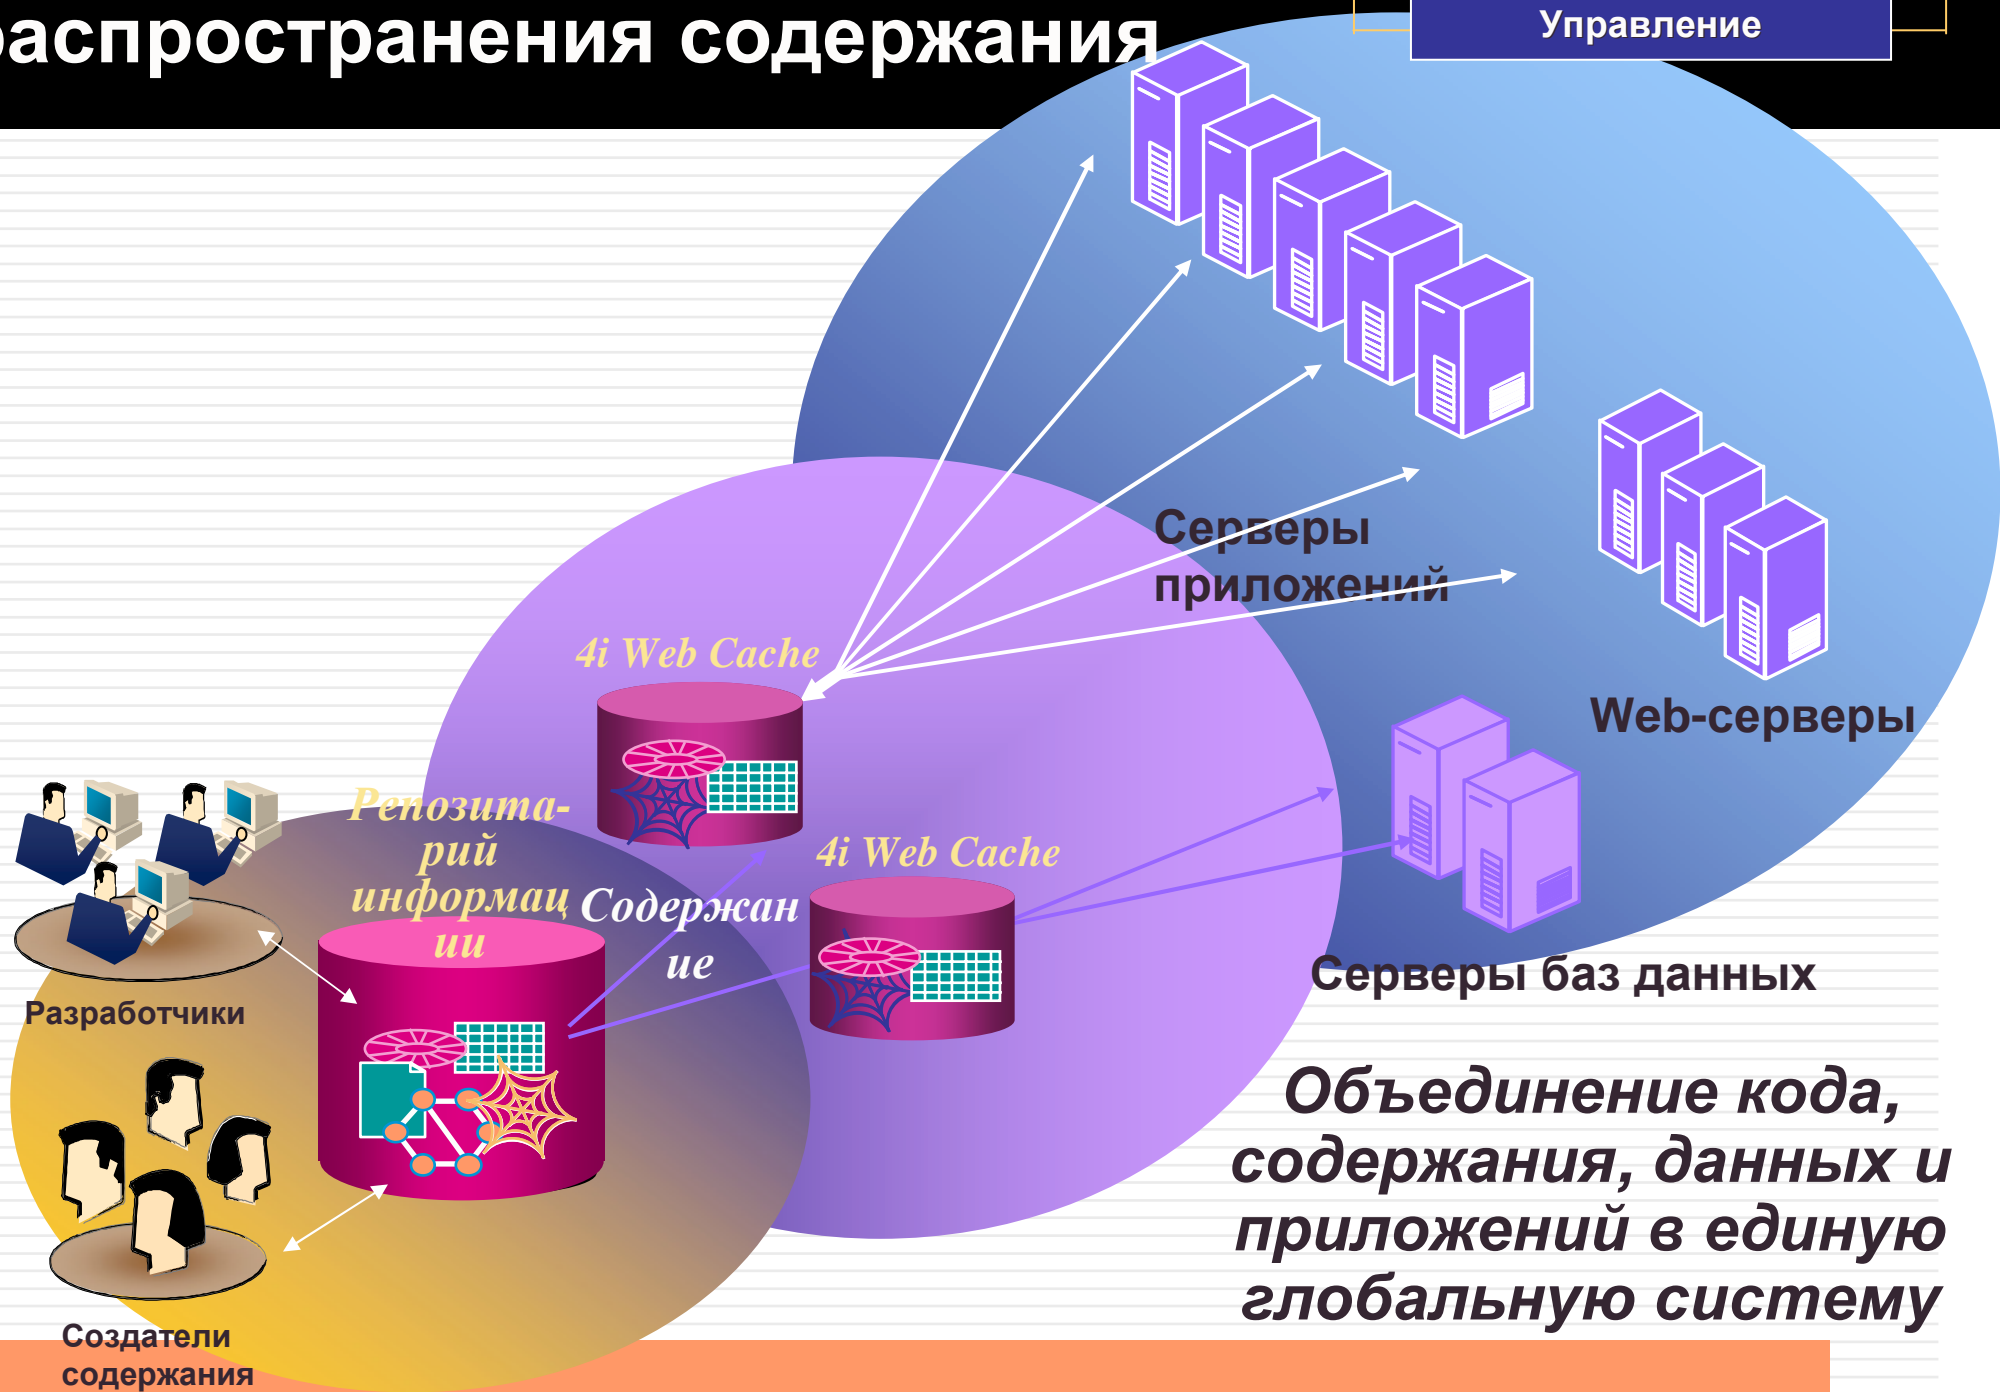 распространения содержания
Управление
Серверы
приложений
4i Web Cache
Web-серверы
Репозита-
рий
информац
ии
4i Web Cache
Содержан
ие
Серверы баз данных
Разработчики
Объединение кода,
содержания, данных и
приложений в единую
глобальную систему
Создатели
содержания